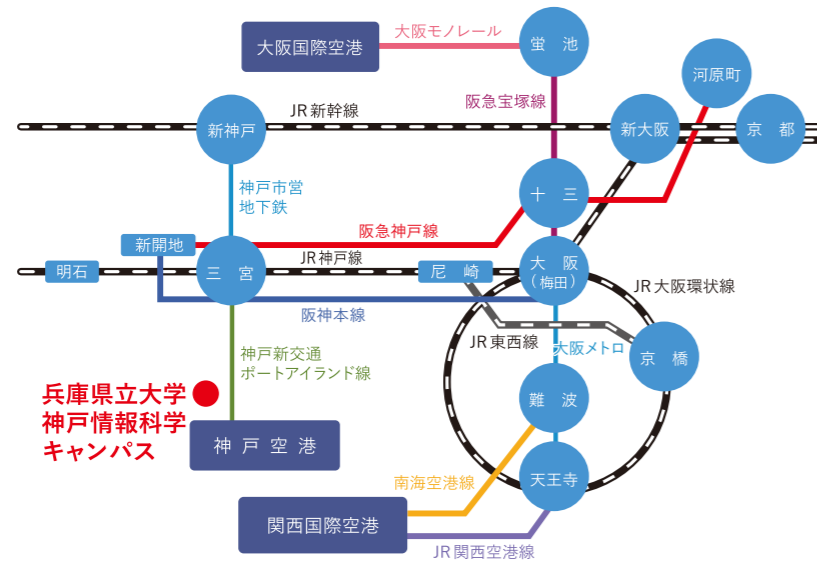 大阪国際空港
大阪モノレール
蛍池
河原町
阪急宝塚線
JR新幹線
新神戸
新大阪
京都
神戸市営
地下鉄
十三
阪急神戸線
新開地
JR神戸線
明石
三宮
尼崎
大阪
(梅田)
JR大阪環状線
阪神本線
JR東西線
大阪メトロ
京橋
神戸新交通
ポートアイランド線
兵庫県立大学
神戸情報科学
キャンパス
難波
神戸空港
南海空港線
天王寺
関西国際空港
JR関西空港線